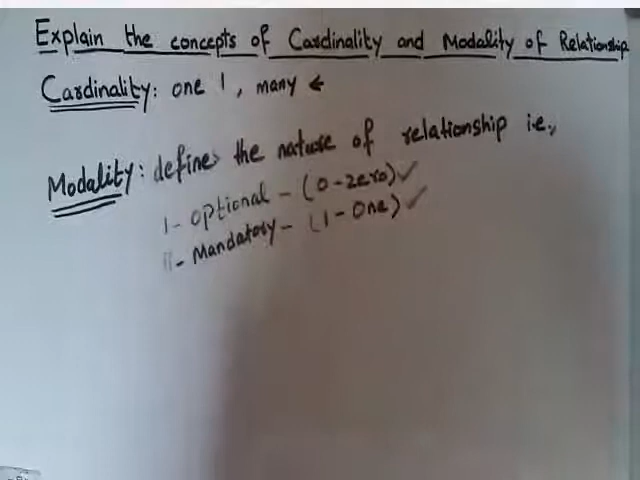 Explain the concepts of Cardinality and Modality of Relationship
Cardinality: one 1, many <
Modality: defines the nature of relationship i.e.,
i- optional - (0-zero) ✓
ii- Mandatory - (1-One) ✓